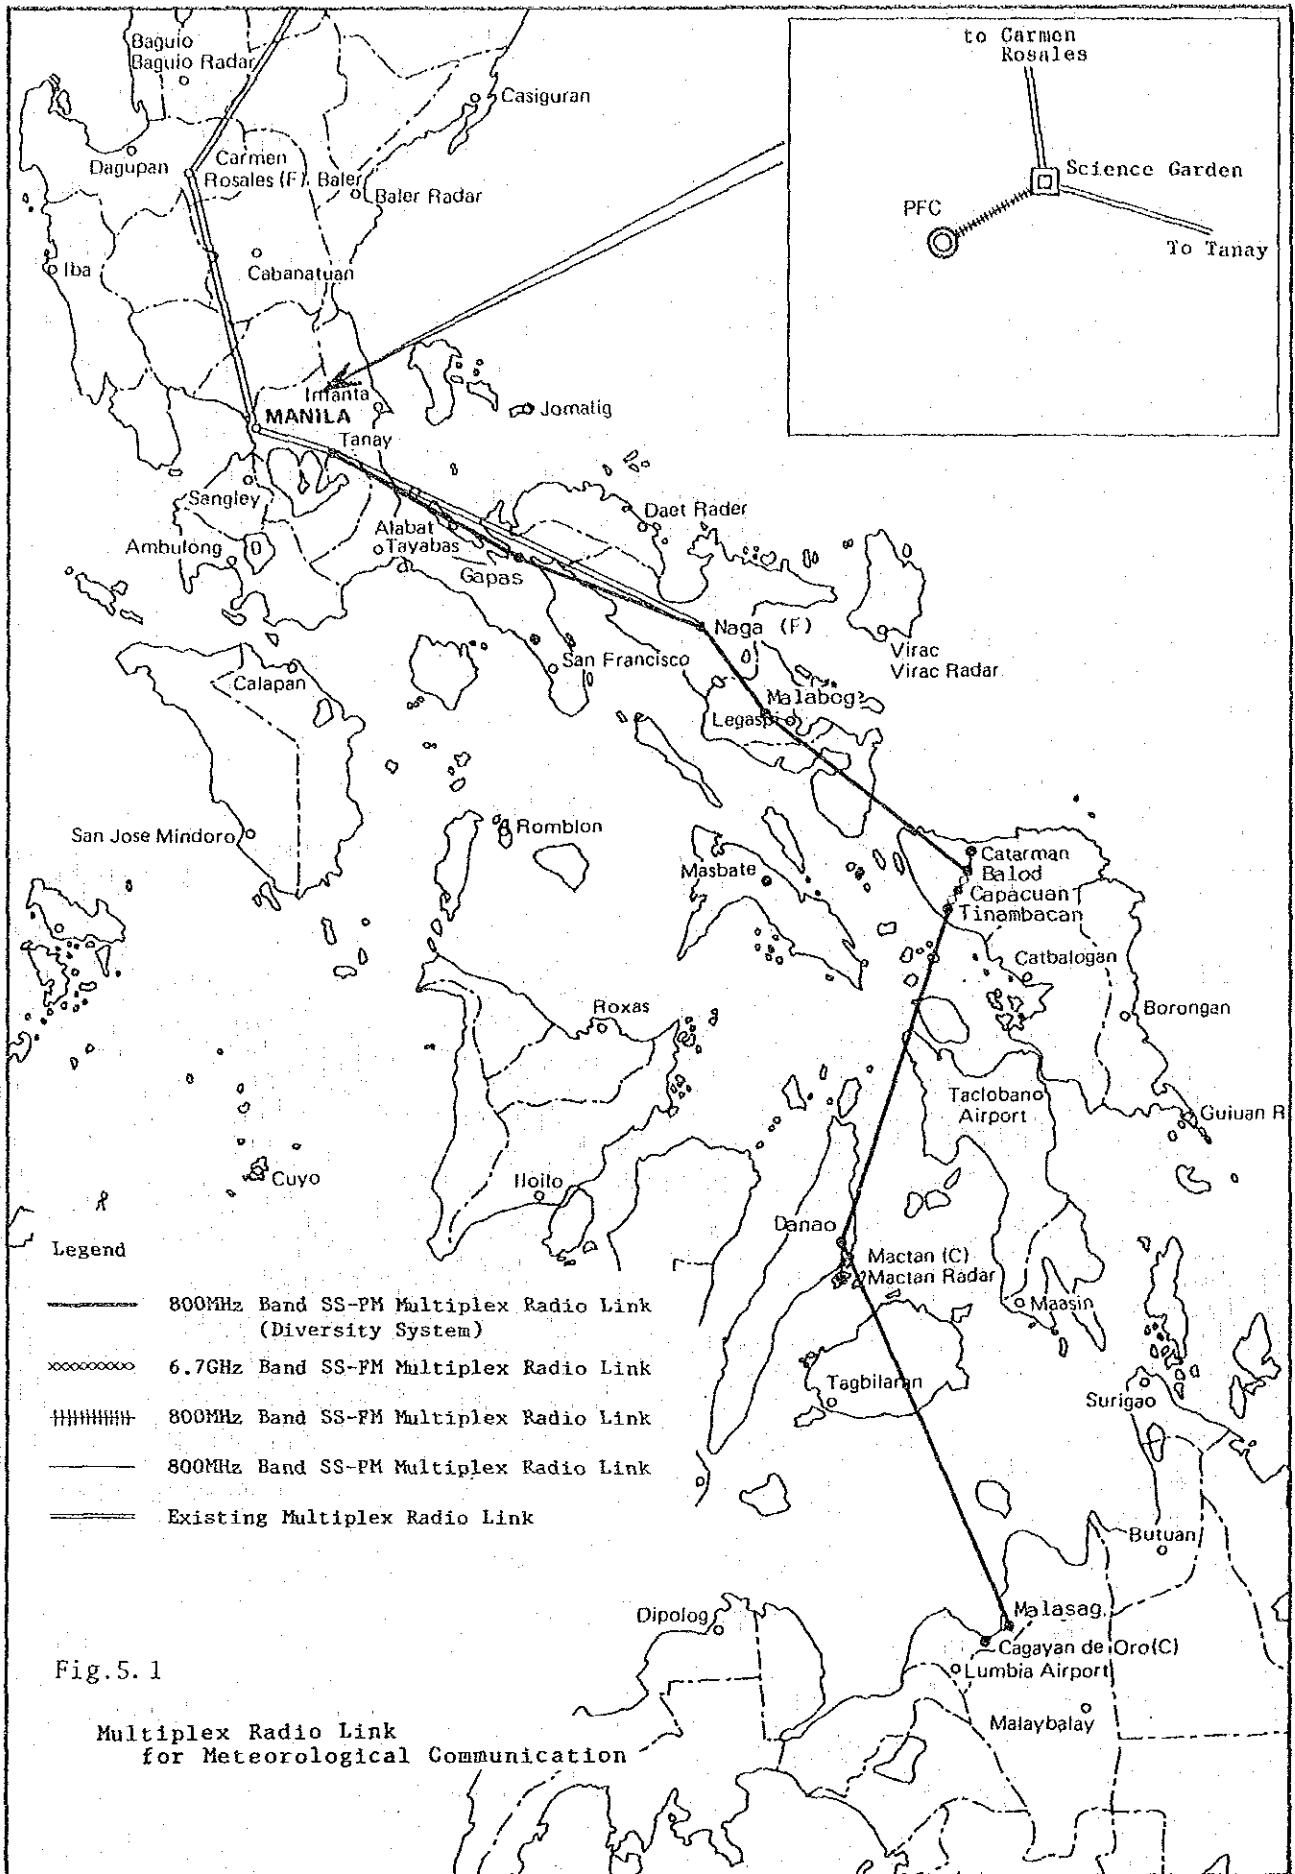 Baguio
Baguio Radar
Casiguran
Dagupan
Carmen
Rosales (F)
Baler
Baler Radar
Iba
Cabanatuan
Infanta
MANILA
Jomalig
Tanay
Sangley
Daet Rader
Alabat
Tayabas
Ambulong
Gapas
Naga (F)
Virac
Virac Radar
San Francisco
Calapan
Malabog
Legaspi
San Jose Mindoro
Romblon
Masbate
Catarman
Balod
Capacuan
Tinambacan
Catbalogan
Roxas
Borongan
Taclobano
Airport
Guiuan R
Cuyo
Iloilo
Danao
Mactan (C)
Mactan Radar
Maasin
Tagbilaran
Surigao
Butuan
Dipolog
Malasag
Cagayan de Oro(C)
Lumbia Airport
Malaybalay
to Carmen
Rosales
Science Garden
PFC
To Tanay
Legend
800MHz Band SS-PM Multiplex Radio Link
(Diversity System)
6.7GHz Band SS-FM Multiplex Radio Link
800MHz Band SS-FM Multiplex Radio Link
800MHz Band SS-PM Multiplex Radio Link
Existing Multiplex Radio Link
Fig.5.1
Multiplex Radio Link
for Meteorological Communication